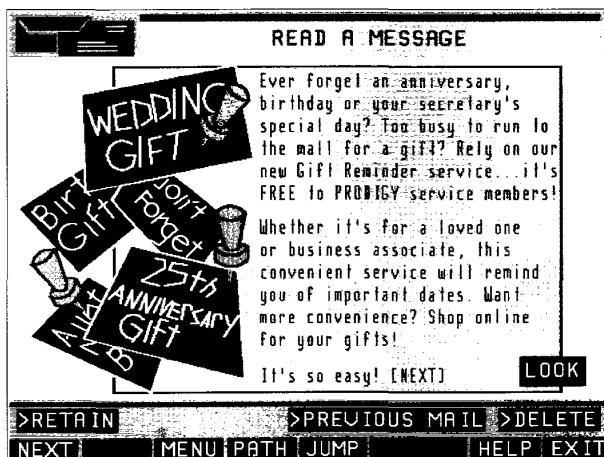 READ A MESSAGE
WEDDING
GIFT
Birt
Gift
Don't
Forget
25th
ANNIVERSARY
GIFT
Ever forget an anniversary,
birthday or your secretary's
special day? Too busy to run to
the mall for a gift? Rely on our
new Gift Reminder service...it's
FREE to PRODIGY service members!
Whether it's for a loved one
or business associate, this
convenient service will remind
you of important dates. Want
more convenience? Shop online
for your gifts!
It's so easy! [NEXT]
LOOK
>RETAIN >PREVIOUS MAIL >DELETE
NEXT MENU PATH JUMP HELP EXIT